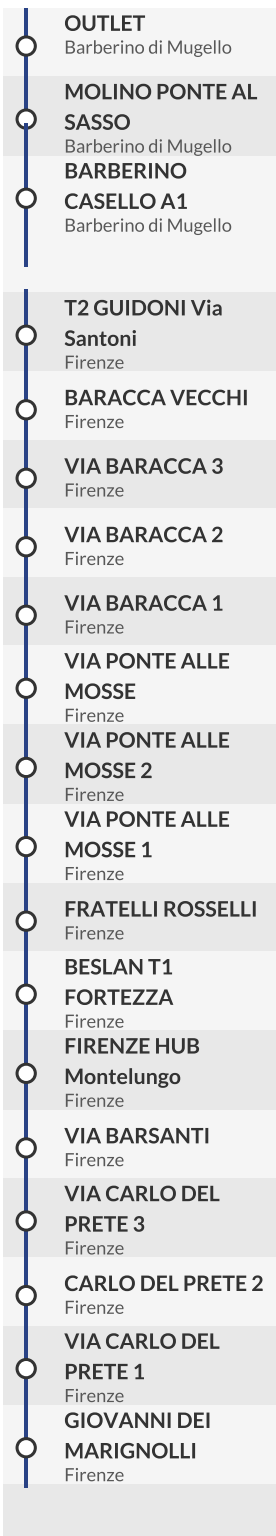 OUTLET
Barberino di Mugello
MOLINO PONTE AL
SASSO
Barberino di Mugello
BARBERINO
CASELLO A1
Barberino di Mugello
T2 GUIDONI Via
Santoni
Firenze
BARACCA VECCHI
Firenze
VIA BARACCA 3
Firenze
VIA BARACCA 2
Firenze
VIA BARACCA 1
Firenze
VIA PONTE ALLE
MOSSE
Firenze
VIA PONTE ALLE
MOSSE 2
Firenze
VIA PONTE ALLE
MOSSE 1
Firenze
FRATELLI ROSSELLI
Firenze
BESLAN T1
FORTEZZA
Firenze
FIRENZE HUB
Montelungo
Firenze
VIA BARSANTI
Firenze
VIA CARLO DEL
PRETE 3
Firenze
CARLO DEL PRETE 2
Firenze
VIA CARLO DEL
PRETE 1
Firenze
GIOVANNI DEI
MARIGNOLLI
Firenze